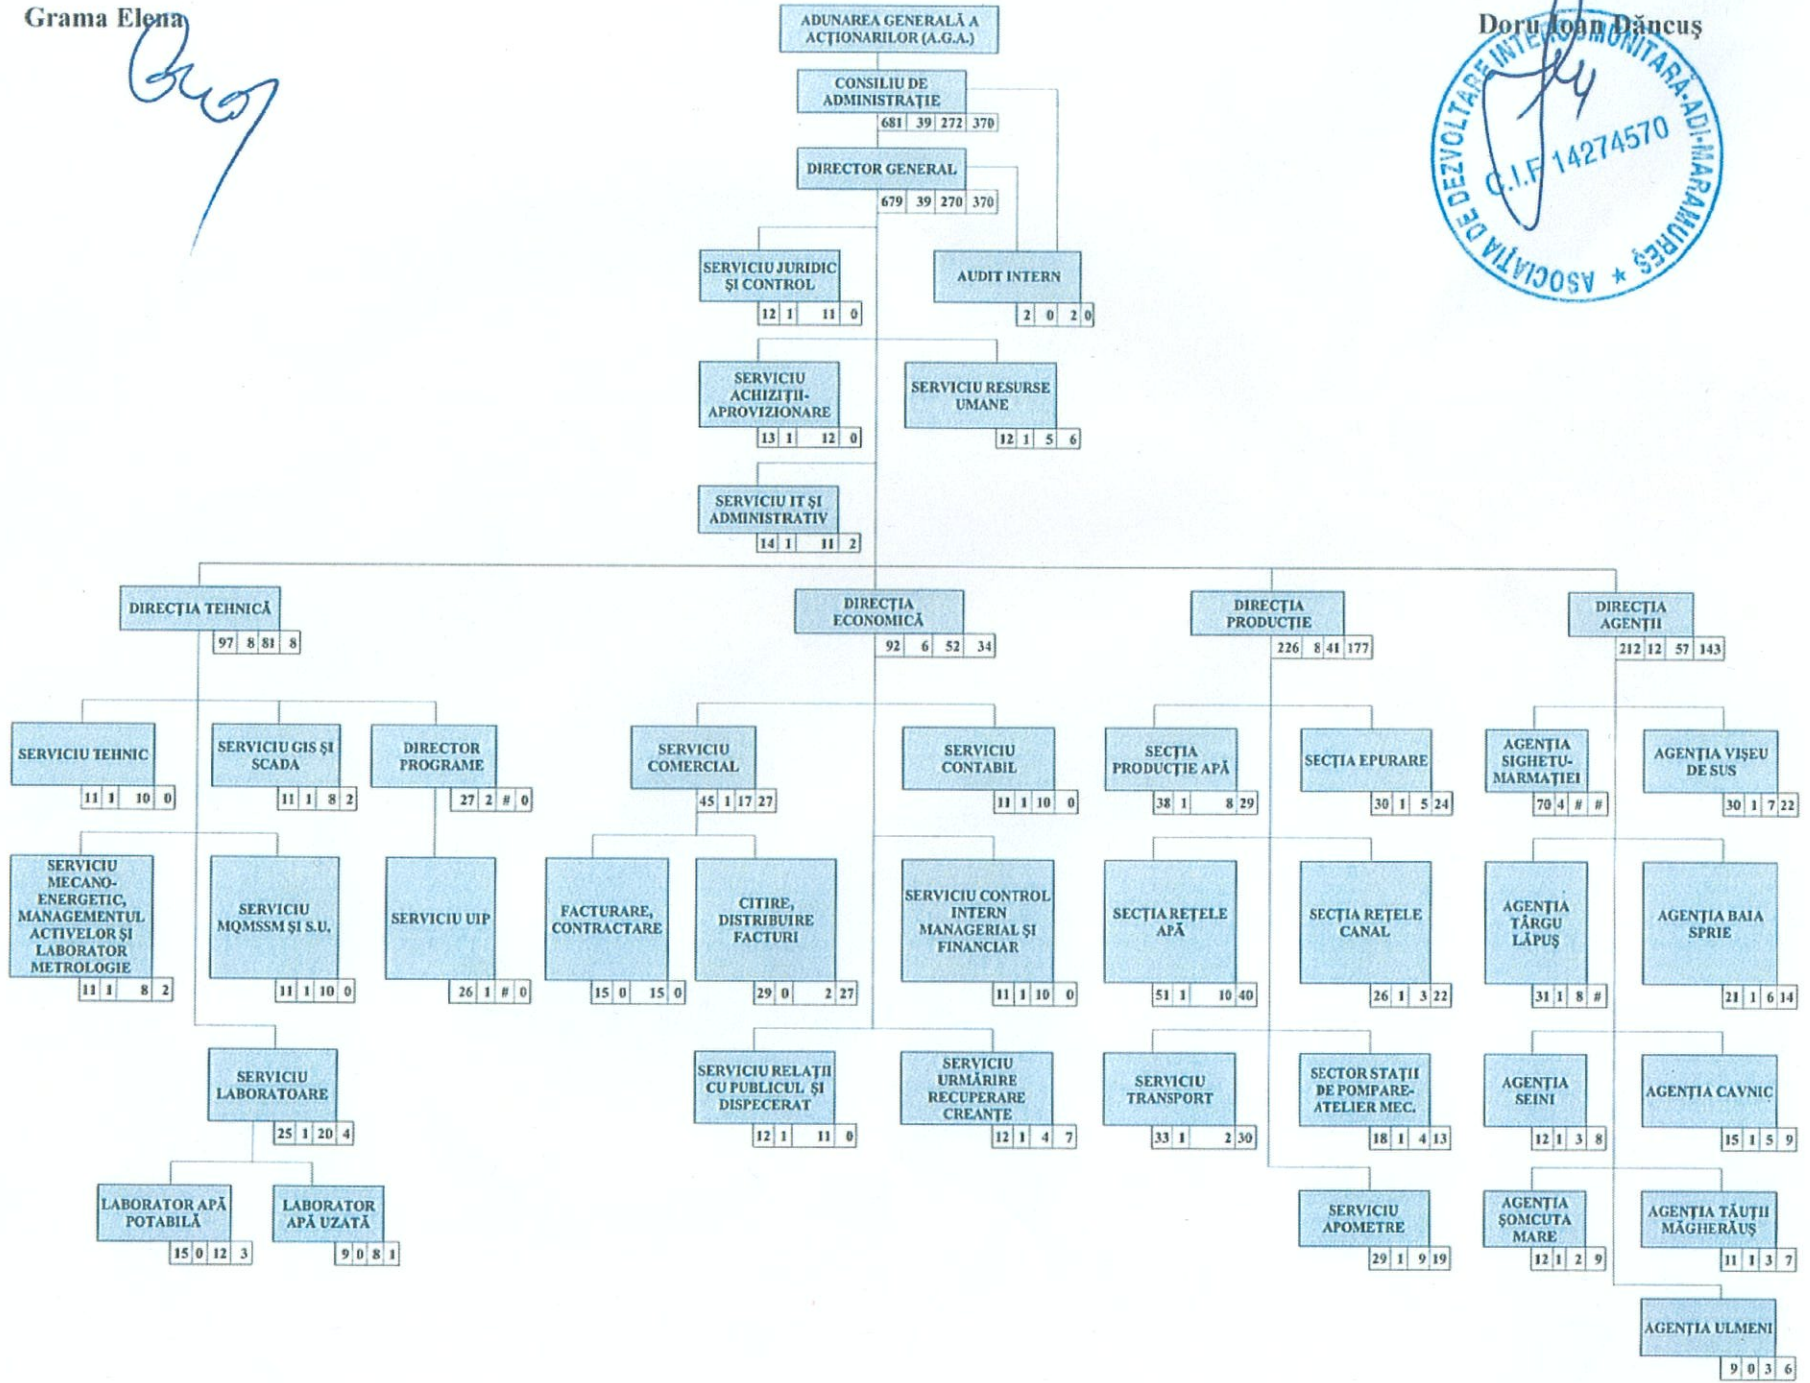 Grama Elena
Doru Ioan Dăncuș
ASOCIAȚIA DE DEZVOLTARE INTERCOMUNITARĂ-ADI-MARAMUREȘ *
C.I.F 14274570
ADUNAREA GENERALĂ A
ACȚIONARILOR (A.G.A.)
CONSILIU DE
ADMINISTRAȚIE
681 39 272 370
DIRECTOR GENERAL
679 39 270 370
SERVICIU JURIDIC
ȘI CONTROL
12 1 11 0
AUDIT INTERN
2 0 2 0
SERVICIU
ACHIZIȚII-
APROVIZIONARE
13 1 12 0
SERVICIU RESURSE
UMANE
12 1 5 6
SERVICIU IT ȘI
ADMINISTRATIV
14 1 11 2
DIRECȚIA TEHNICĂ
97 8 81 8
DIRECȚIA
ECONOMICĂ
92 6 52 34
DIRECȚIA
PRODUCȚIE
226 8 41 177
DIRECȚIA
AGENȚII
212 12 57 143
SERVICIU TEHNIC
11 1 10 0
SERVICIU GIS ȘI
SCADA
11 1 8 2
DIRECTOR
PROGRAME
27 2 # 0
SERVICIU
COMERCIAL
45 1 17 27
SERVICIU
CONTABIL
11 1 10 0
SECȚIA
PRODUCȚIE APĂ
38 1 8 29
SECȚIA EPURARE
30 1 5 24
AGENȚIA
SIGHETU-
MARMAȚIEI
70 4 # #
AGENȚIA VIȘEU
DE SUS
30 1 7 22
SERVICIU
MECANO-
ENERGETIC,
MANAGEMENTUL
ACTIVELOR ȘI
LABORATOR
METROLOGIE
11 1 8 2
SERVICIU
MQMSSM ȘI S.U.
11 1 10 0
SERVICIU UIP
26 1 # 0
FACTURARE,
CONTRACTARE
15 0 15 0
CITIRE,
DISTRIBUIRE
FACTURI
29 0 2 27
SERVICIU CONTROL
INTERN
MANAGERIAL ȘI
FINANCIAR
11 1 10 0
SECȚIA REȚELE
APĂ
51 1 10 40
SECȚIA REȚELE
CANAL
26 1 3 22
AGENȚIA
TÂRGU
LĂPUȘ
31 1 8 #
AGENȚIA BAIA
SPRIE
21 1 6 14
SERVICIU
LABORATOARE
25 1 20 4
SERVICIU RELAȚII
CU PUBLICUL ȘI
DISPECERAT
12 1 11 0
SERVICIU
URMĂRIRE
RECUPERARE
CREANȚE
12 1 4 7
SERVICIU
TRANSPORT
33 1 2 30
SECTOR STAȚII
DE POMPARE-
ATELIER MEC.
18 1 4 13
AGENȚIA
SEINI
12 1 3 8
AGENȚIA CAVNIC
15 1 5 9
LABORATOR APĂ
POTABILĂ
15 0 12 3
LABORATOR
APĂ UZATĂ
9 0 8 1
SERVICIU
APOMETRE
29 1 9 19
AGENȚIA
ȘOMCUTA
MARE
12 1 2 9
AGENȚIA TĂUȚII
MĂGHERĂUȘ
11 1 3 7
AGENȚIA ULMENI
9 0 3 6